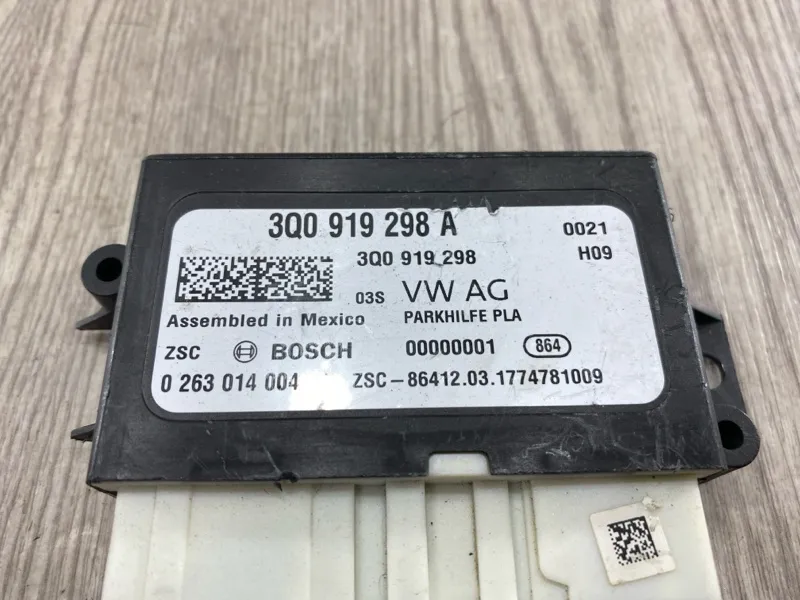 3Q0 919 298 A
0021
3Q0 919 298
H09
03S VW AG
Assembled in Mexico
PARKHILFE PLA
ZSC BOSCH 00000001 864
0 263 014 004 ZSC-86412.03.1774781009